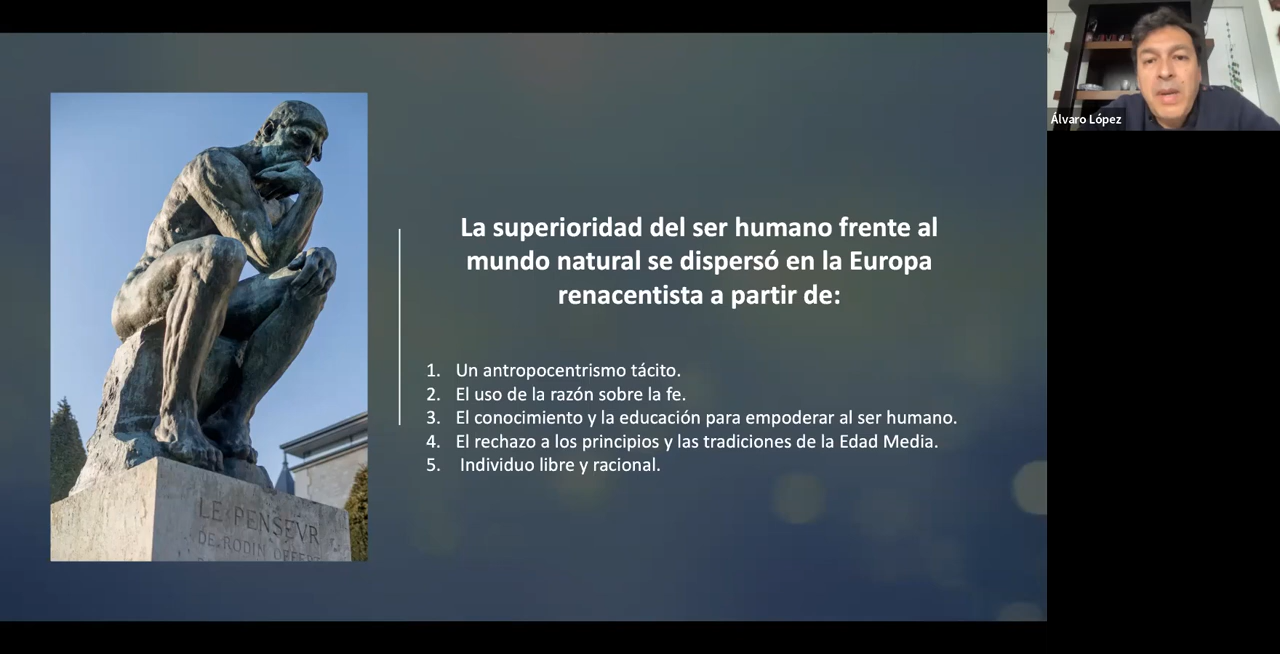 Álvaro López
La superioridad del ser humano frente al
mundo natural se dispersó en la Europa
renacentista a partir de:
1. Un antropocentrismo tácito.
2. El uso de la razón sobre la fe.
3. El conocimiento y la educación para empoderar al ser humano.
4. El rechazo a los principios y las tradiciones de la Edad Media.
5. Individuo libre y racional.
LE PENSEVR
DE RODIN OFFERT